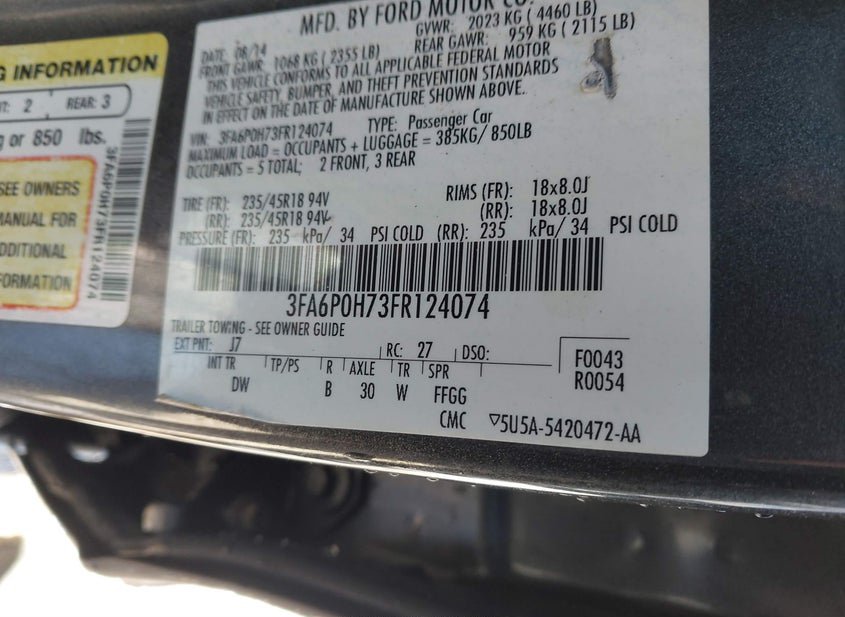 G INFORMATION
T: 2 REAR: 3
g or 850 lbs.
SEE OWNERS
MANUAL FOR
ADDITIONAL
FORMATION
3FA6P0H73FR124074
MFD. BY FORD MOTOR CO.
DATE: 08/14 GVWR: 2023 KG ( 4460 LB)
FRONT GAWR: 1068 KG ( 2355 LB) REAR GAWR: 959 KG ( 2115 LB)
THIS VEHICLE CONFORMS TO ALL APPLICABLE FEDERAL MOTOR
VEHICLE SAFETY, BUMPER, AND THEFT PREVENTION STANDARDS
IN EFFECT ON THE DATE OF MANUFACTURE SHOWN ABOVE.
VIN: 3FA6P0H73FR124074 TYPE: Passenger Car
MAXIMUM LOAD = OCCUPANTS + LUGGAGE = 385KG/ 850LB
OCCUPANTS = 5 TOTAL; 2 FRONT, 3 REAR
TIRE (FR): 235/45R18 94V RIMS (FR): 18x8.0J
(RR): 235/45R18 94V (RR): 18x8.0J
PRESSURE (FR): 235 kPa/ 34 PSI COLD (RR): 235 kPa/ 34 PSI COLD
3FA6P0H73FR124074
TRAILER TOWING - SEE OWNER GUIDE
EXT PNT: J7 RC: 27 DSO: F0043
INT TR TP/PS R AXLE TR SPR R0054
DW B 30 W FFGG
CMC ▽5U5A-5420472-AA